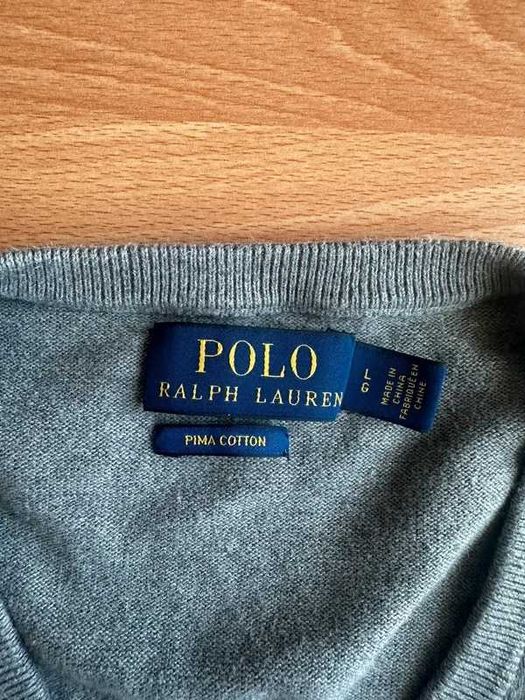 POLO
RALPH LAUREN
L
G
MADE IN
CHINA
FABRIQUÉ EN
CHINE
PIMA COTTON